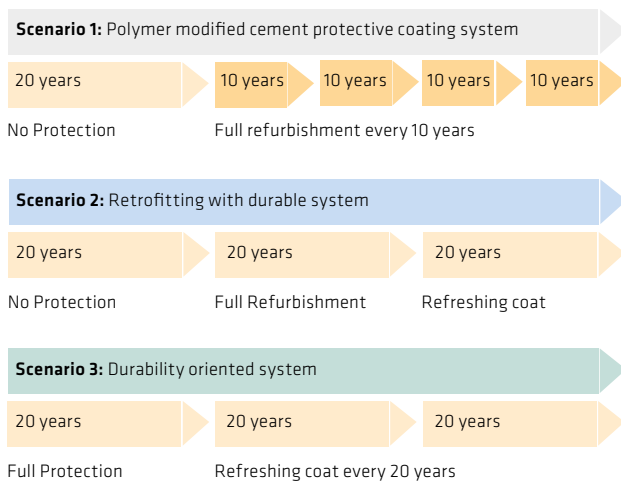 Scenario 1: Polymer modified cement protective coating system
20 years 10 years 10 years 10 years 10 years
No Protection Full refurbishment every 10 years
Scenario 2: Retrofitting with durable system
20 years 20 years 20 years
No Protection Full Refurbishment Refreshing coat
Scenario 3: Durability oriented system
20 years 20 years 20 years
Full Protection Refreshing coat every 20 years